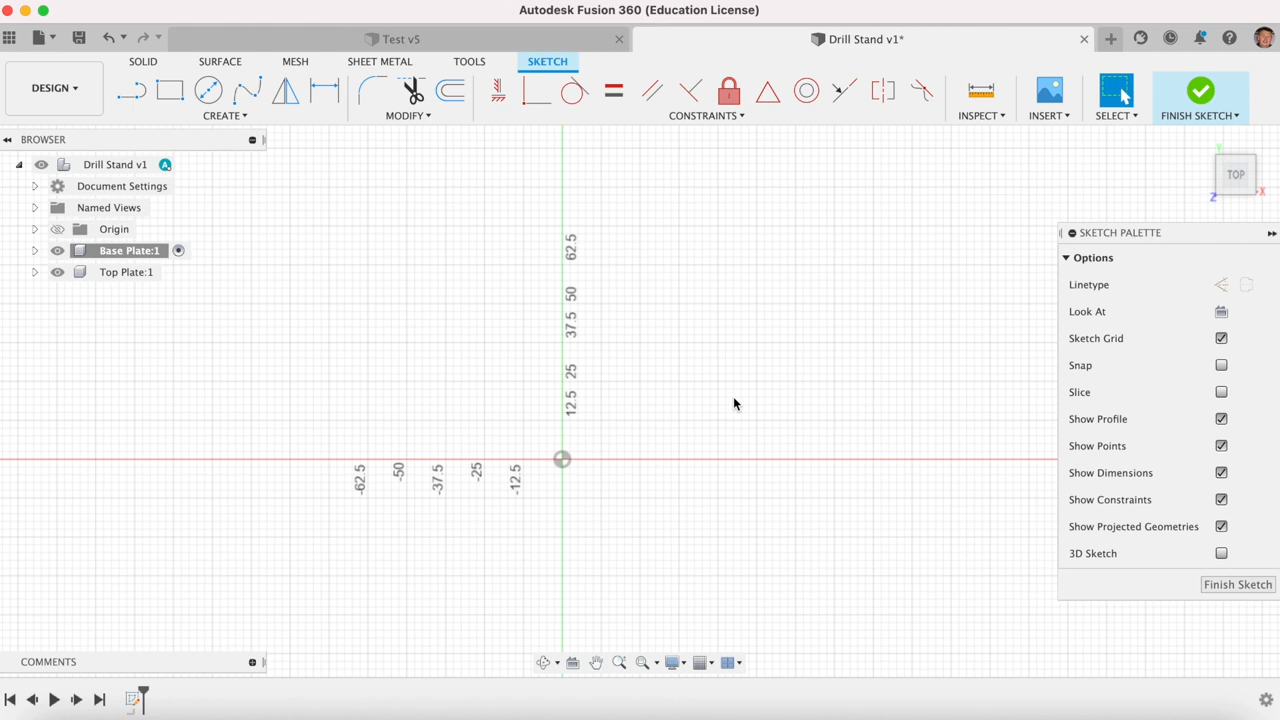 Autodesk Fusion 360 (Education License)
Test v5
Drill Stand v1*
SOLID SURFACE MESH SHEET METAL TOOLS SKETCH
DESIGN
CREATE
MODIFY
CONSTRAINTS
INSPECT
INSERT
SELECT
FINISH SKETCH
BROWSER
Drill Stand v1
A
Document Settings
Named Views
Origin
Base Plate:1
Top Plate:1
62.5
50
37.5
25
12.5
-62.5
-50
-37.5
-25
-12.5
Y
TOP
X
Z
SKETCH PALETTE
Options
Linetype
Look At
Sketch Grid
Snap
Slice
Show Profile
Show Points
Show Dimensions
Show Constraints
Show Projected Geometries
3D Sketch
Finish Sketch
COMMENTS